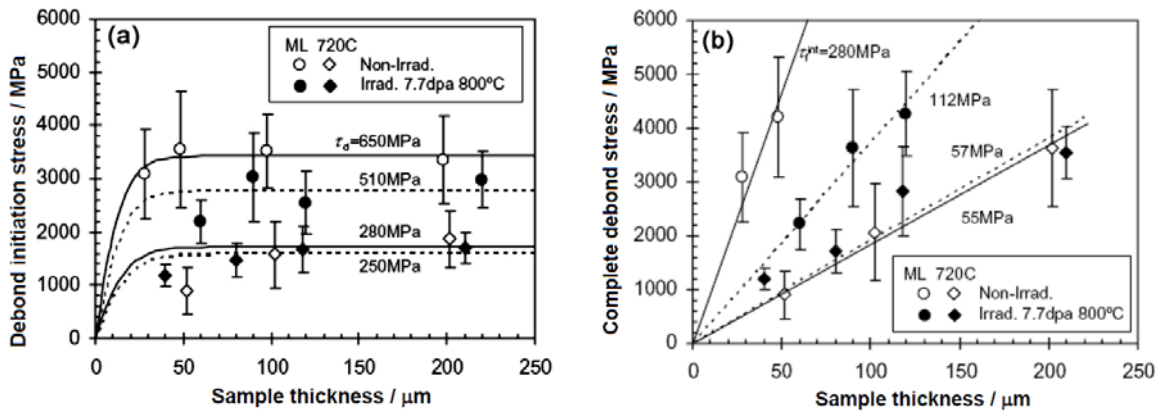 (a)
6000
5000
4000
3000
2000
1000
0
Debond initiation stress / MPa
ML 720C
Non-Irrad.
Irrad. 7.7dpa 800ºC
τd=650MPa
510MPa
280MPa
250MPa
0 50 100 150 200 250
Sample thickness / μm
(b)
6000
5000
4000
3000
2000
1000
0
Complete debond stress / MPa
τf^int=280MPa
112MPa
57MPa
55MPa
ML 720C
Non-Irrad.
Irrad. 7.7dpa 800ºC
0 50 100 150 200 250
Sample thickness / μm